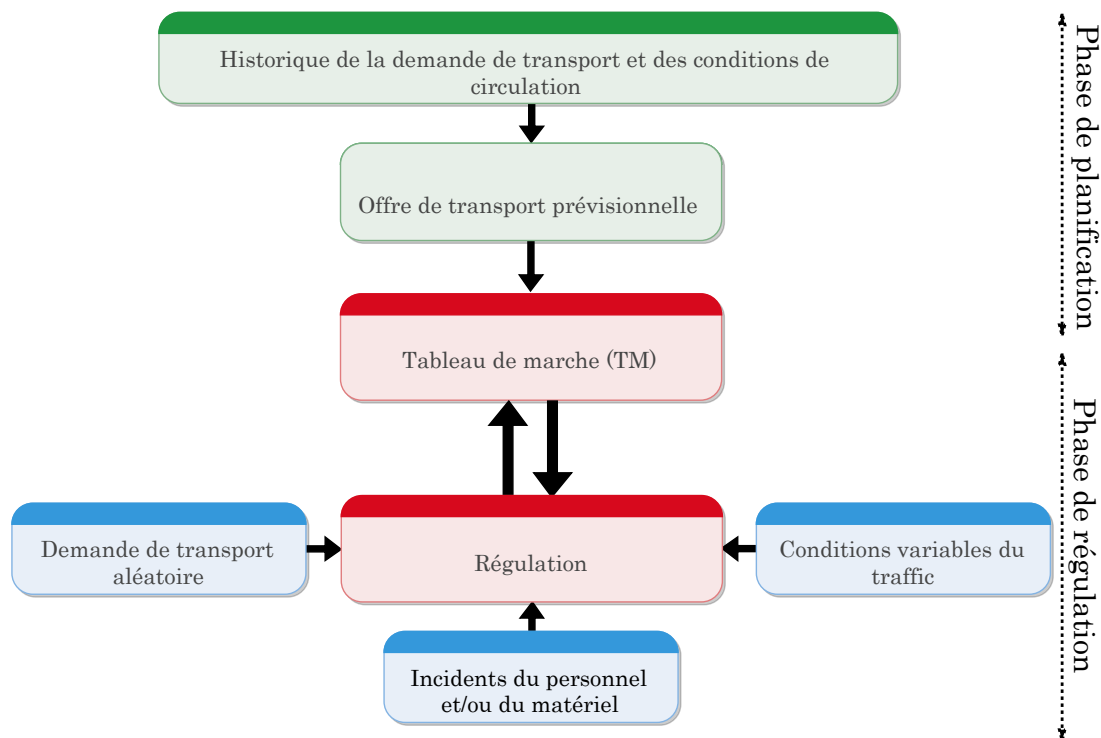 Historique de la demande de transport et des conditions de
circulation
Phase de planification
Offre de transport prévisionnelle
Tableau de marche (TM)
Phase de régulation
Demande de transport
aléatoire
Régulation
Conditions variables du
traffic
Incidents du personnel
et/ou du matériel